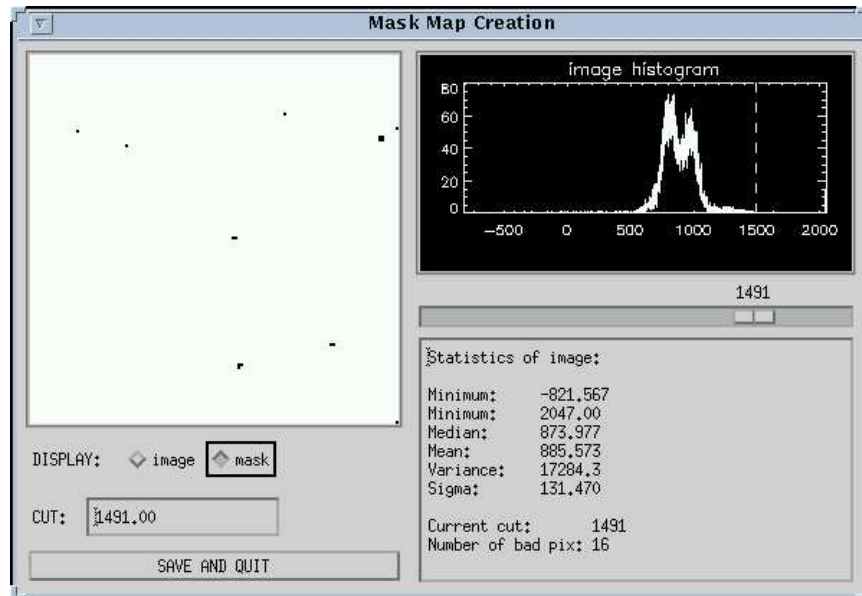 Mask Map Creation
image histogram
80
60
40
20
0
-500 0 500 1000 1500 2000
1491
Statistics of image:
Minimum: -821.567
Minimum: 2047.00
Median: 873.977
Mean: 885.573
Variance: 17284.3
Sigma: 131.470
Current cut: 1491
Number of bad pix: 16
DISPLAY: image mask
CUT: 1491.00
SAVE AND QUIT